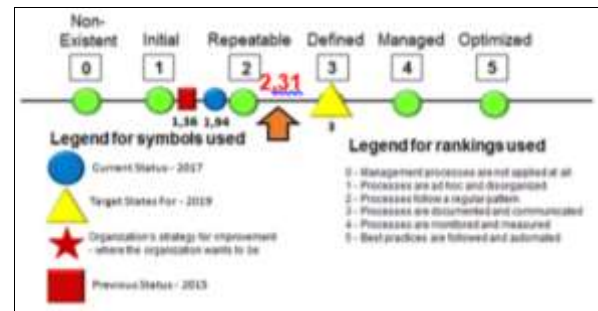 Non-
Existent Initial Repeatable Defined Managed Optimized
0 1 2 3 4 5
2,31
1,36 1,94 3
Legend for symbols used
Current Status - 2017
Target States For - 2019
Organization's strategy for improvement
- where the organization wants to be
Previous Status - 2015
Legend for rankings used
0 - Management processes are not applied at all
1 - Processes are ad hoc and disorganized
2 - Processes follow a regular pattern
3 - Processes are documented and communicated
4 - Processes are monitored and measured
5 - Best practices are followed and automated